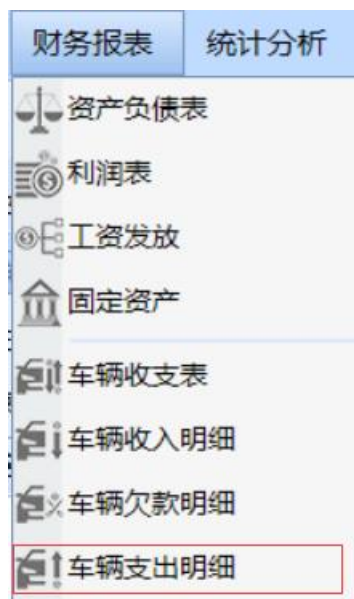 财务报表 统计分析
资产负债表
利润表
工资发放
固定资产
车辆收支表
车辆收入明细
车辆欠款明细
车辆支出明细